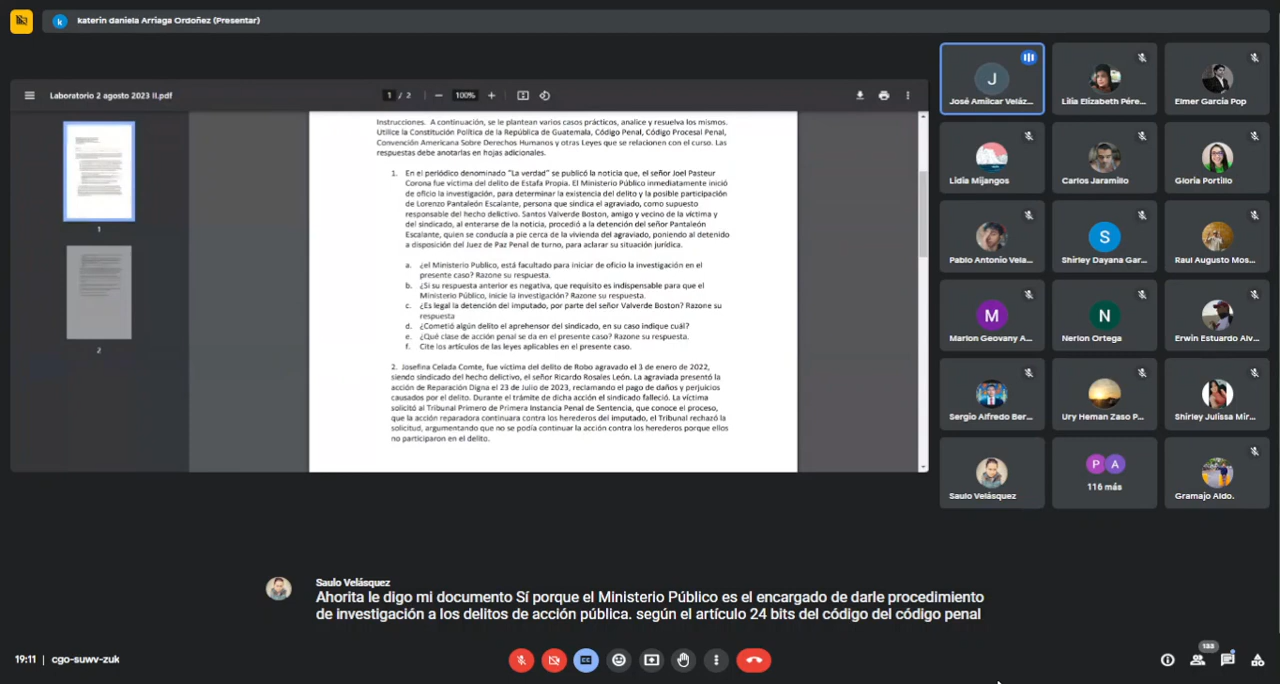 katerin daniela Arriaga Ordoñez (Presentar)
Laboratorio 2 agosto 2023 II.pdf
1 / 2
100%
1
2
Instrucciones. A continuación, se le plantean varios casos prácticos, analice y resuelva los mismos.
Utilice la Constitución Política de la República de Guatemala, Código Penal, Código Procesal Penal,
Convención Americana Sobre Derechos Humanos y otras Leyes que se relacionen con el curso. Las
respuestas debe anotarlas en hojas adicionales.
1. En el periódico denominado "La verdad" se publicó la noticia que, el señor Joel Pasteur
Corona fue víctima del delito de Estafa Propia. El Ministerio Público inmediatamente inició
de oficio la investigación, para determinar la existencia del delito y la posible participación
de Lorenzo Pantaleón Escalante, persona que sindica el agraviado, como supuesto
responsable del hecho delictivo. Santos Valverde Boston, amigo y vecino de la víctima y
del sindicado, al enterarse de la noticia, procedió a la detención del señor Pantaleón
Escalante, quien se conducía a pie cerca de la vivienda del agraviado, poniendo al detenido
a disposición del Juez de Paz Penal de turno, para aclarar su situación jurídica.
a. ¿el Ministerio Publico, está facultado para iniciar de oficio la investigación en el
presente caso? Razone su respuesta.
b. ¿Si su respuesta anterior es negativa, que requisito es indispensable para que el
Ministerio Público, inicie la investigación? Razone su respuesta.
c. ¿Es legal la detención del imputado, por parte del señor Valverde Boston? Razone su
respuesta
d. ¿Cometió algún delito el aprehensor del sindicado, en su caso indique cuál?
e. ¿Qué clase de acción penal se da en el presente caso? Razone su respuesta.
f. Cite los artículos de las leyes aplicables en el presente caso.
2. Josefina Celada Comte, fue víctima del delito de Robo agravado el 3 de enero de 2022,
siendo sindicado del hecho delictivo, el señor Ricardo Rosales León. La agraviada presentó la
acción de Reparación Digna el 23 de Julio de 2023, reclamando el pago de daños y perjuicios
causados por el delito. Durante el trámite de dicha acción el sindicado falleció. La víctima
solicitó al Tribunal Primero de Primera Instancia Penal de Sentencia, que conoce el proceso,
que la acción reparadora continuara contra los herederos del imputado, el Tribunal rechazó la
solicitud, argumentando que no se podía continuar la acción contra los herederos porque ellos
no participaron en el delito.
José Amilcar Veláz...
Lilia Elizabeth Pére...
Elmer García Pop
Lidia Mijangos
Carlos Jaramillo
Gloria Portillo
Pablo Antonio Vela...
Shirley Dayana Gar...
Raul Augusto Mos...
Marlon Geovany A...
Nerlon Ortega
Erwin Estuardo Alv...
Sergio Alfredo Ber...
Ury Heman Zaso P...
Shirley Julissa Mir...
Saulo Velásquez
116 más
Gramajo Aldo.
Saulo Velásquez
Ahorita le digo mi documento Sí porque el Ministerio Público es el encargado de darle procedimiento
de investigación a los delitos de acción pública. según el artículo 24 bits del código del código penal
19:11 | cgo-suwv-zuk
133